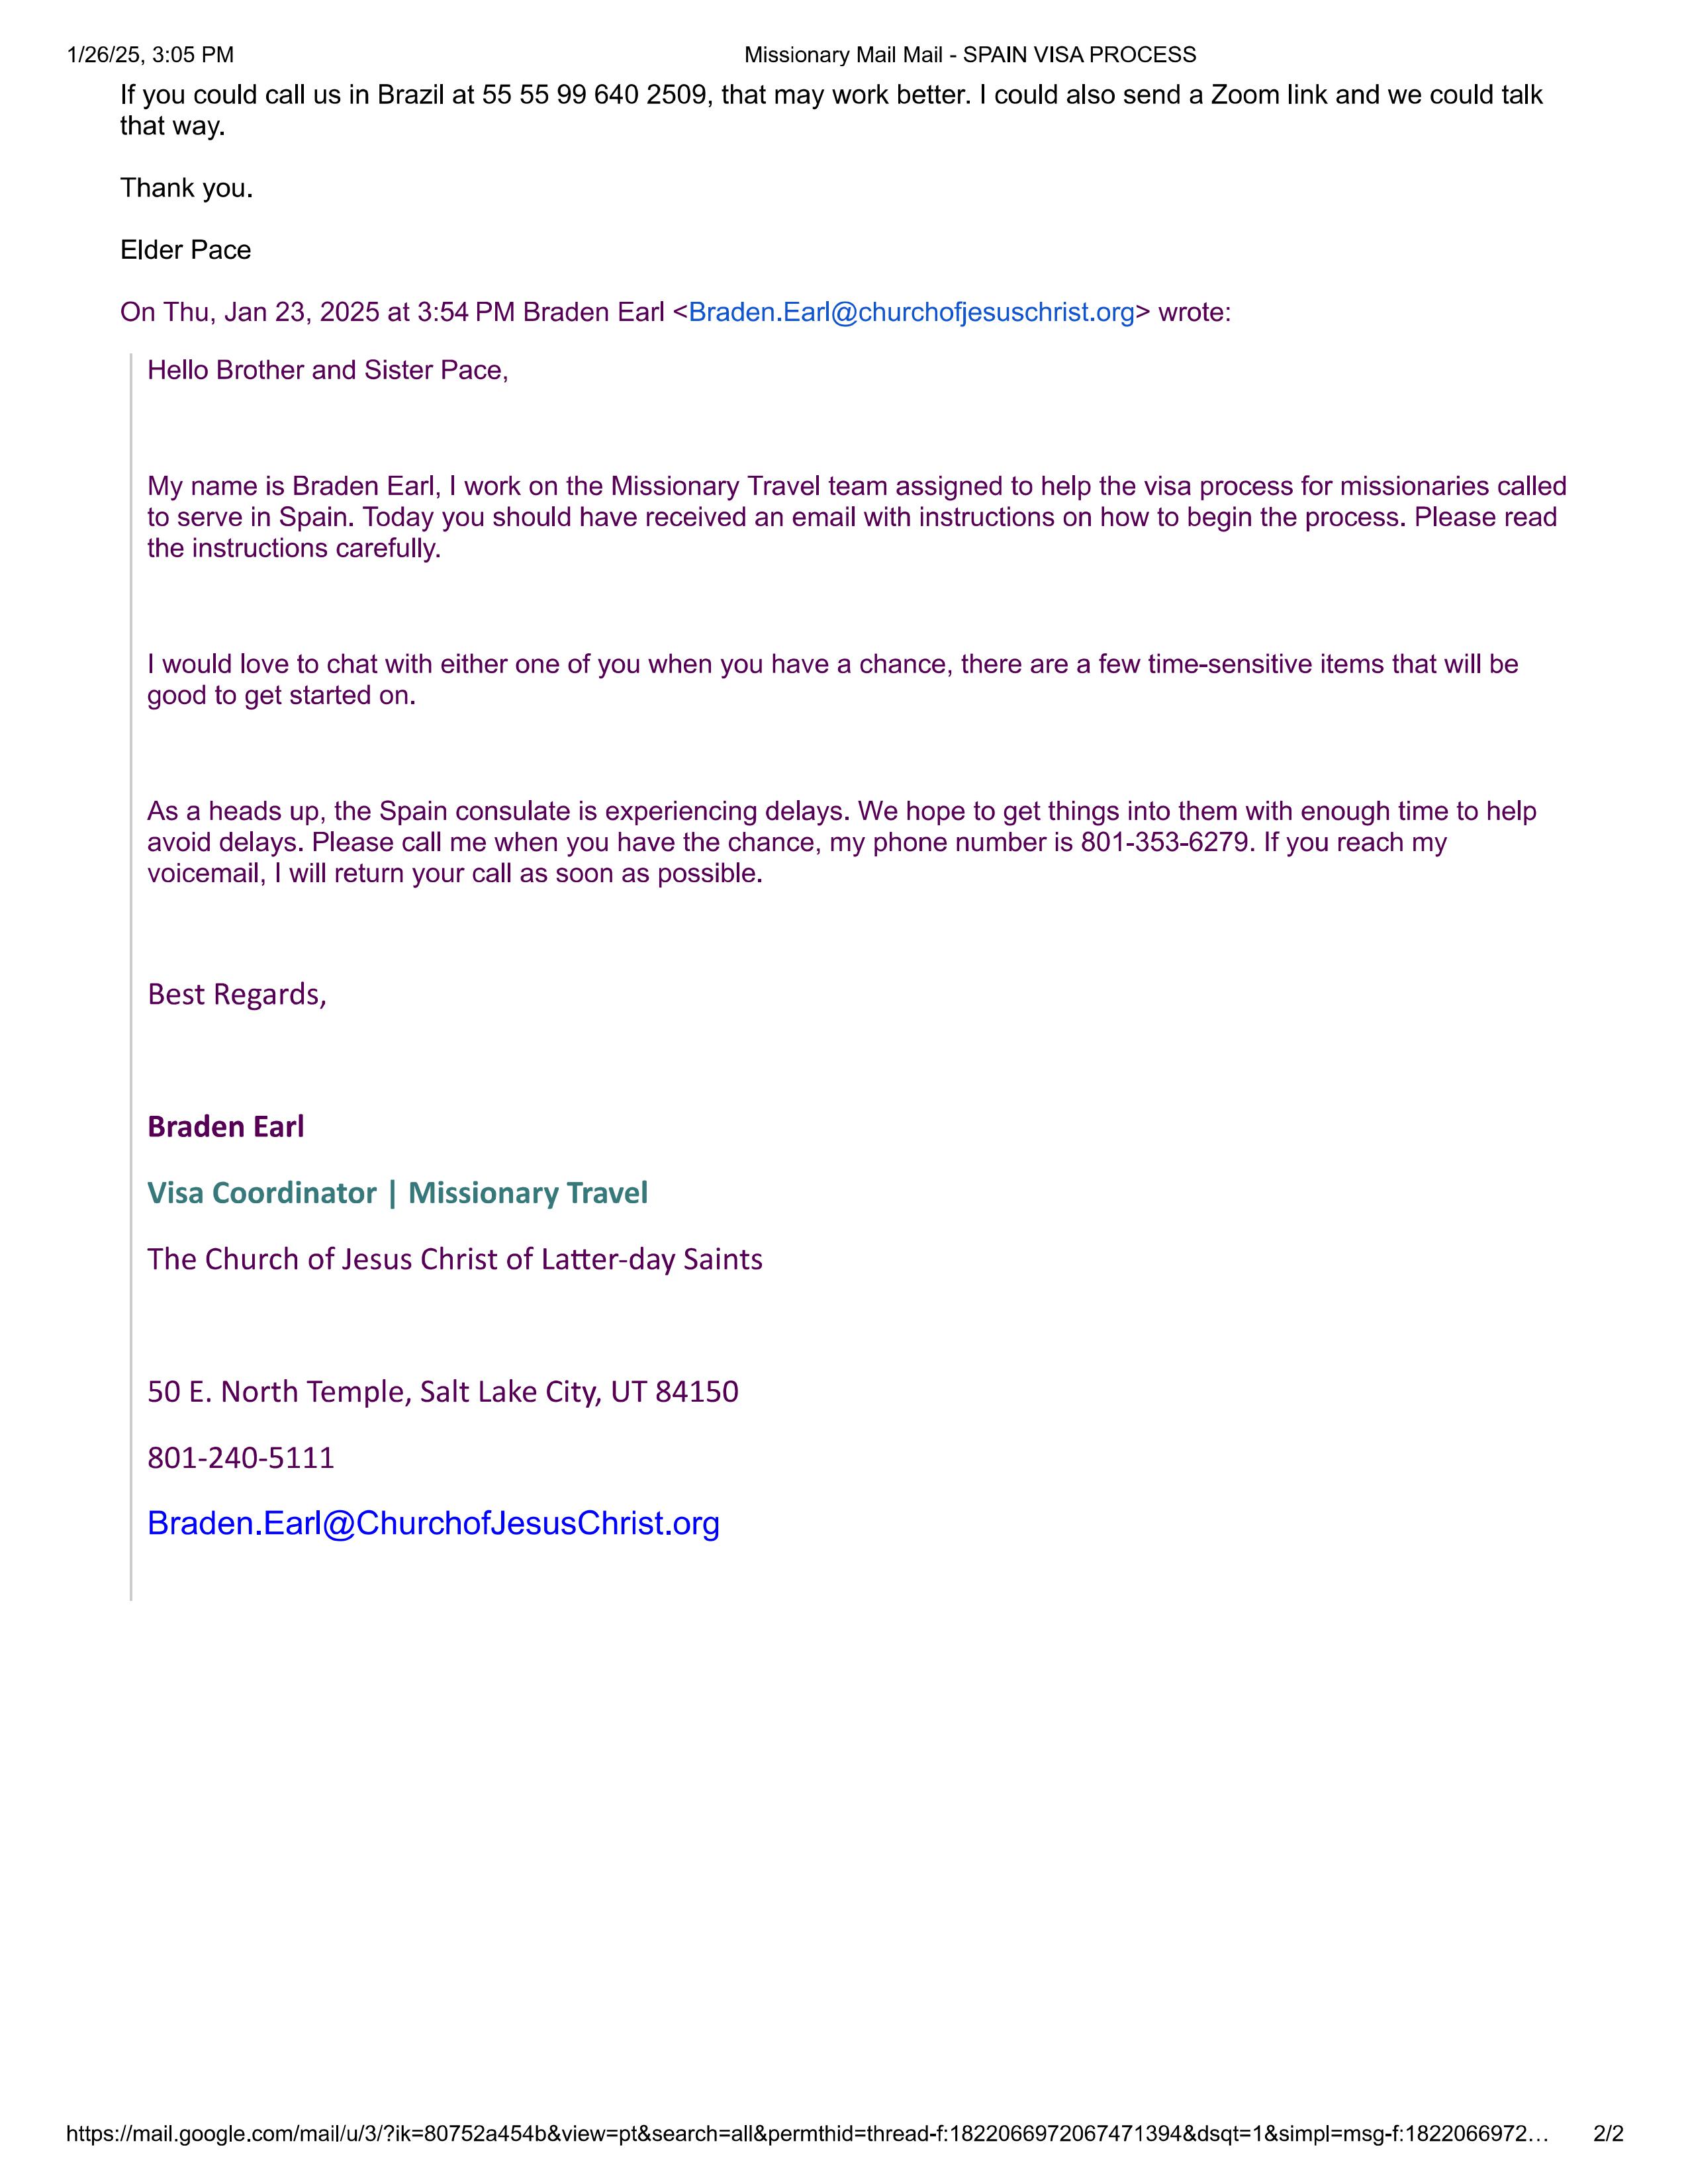 1/26/25, 3:05 PM
Missionary Mail Mail - SPAIN VISA PROCESS
If you could call us in Brazil at 55 55 99 640 2509, that may work better. I could also send a Zoom link and we could talk
that way.
Thank you.
Elder Pace
On Thu, Jan 23, 2025 at 3:54 PM Braden Earl <Braden.Earl@churchofjesuschrist.org> wrote:
Hello Brother and Sister Pace,
My name is Braden Earl, I work on the Missionary Travel team assigned to help the visa process for missionaries called
to serve in Spain. Today you should have received an email with instructions on how to begin the process. Please read
the instructions carefully.
I would love to chat with either one of you when you have a chance, there are a few time-sensitive items that will be
good to get started on.
As a heads up, the Spain consulate is experiencing delays. We hope to get things into them with enough time to help
avoid delays. Please call me when you have the chance, my phone number is 801-353-6279. If you reach my
voicemail, I will return your call as soon as possible.
Best Regards,
Braden Earl
Visa Coordinator | Missionary Travel
The Church of Jesus Christ of Latter-day Saints
50 E. North Temple, Salt Lake City, UT 84150
801-240-5111
Braden.Earl@ChurchofJesusChrist.org
https://mail.google.com/mail/u/3/?ik=80752a454b&view=pt&search=all&permthid=thread-f:1822066972067471394&dsqt=1&simpl=msg-f:1822066972…
2/2